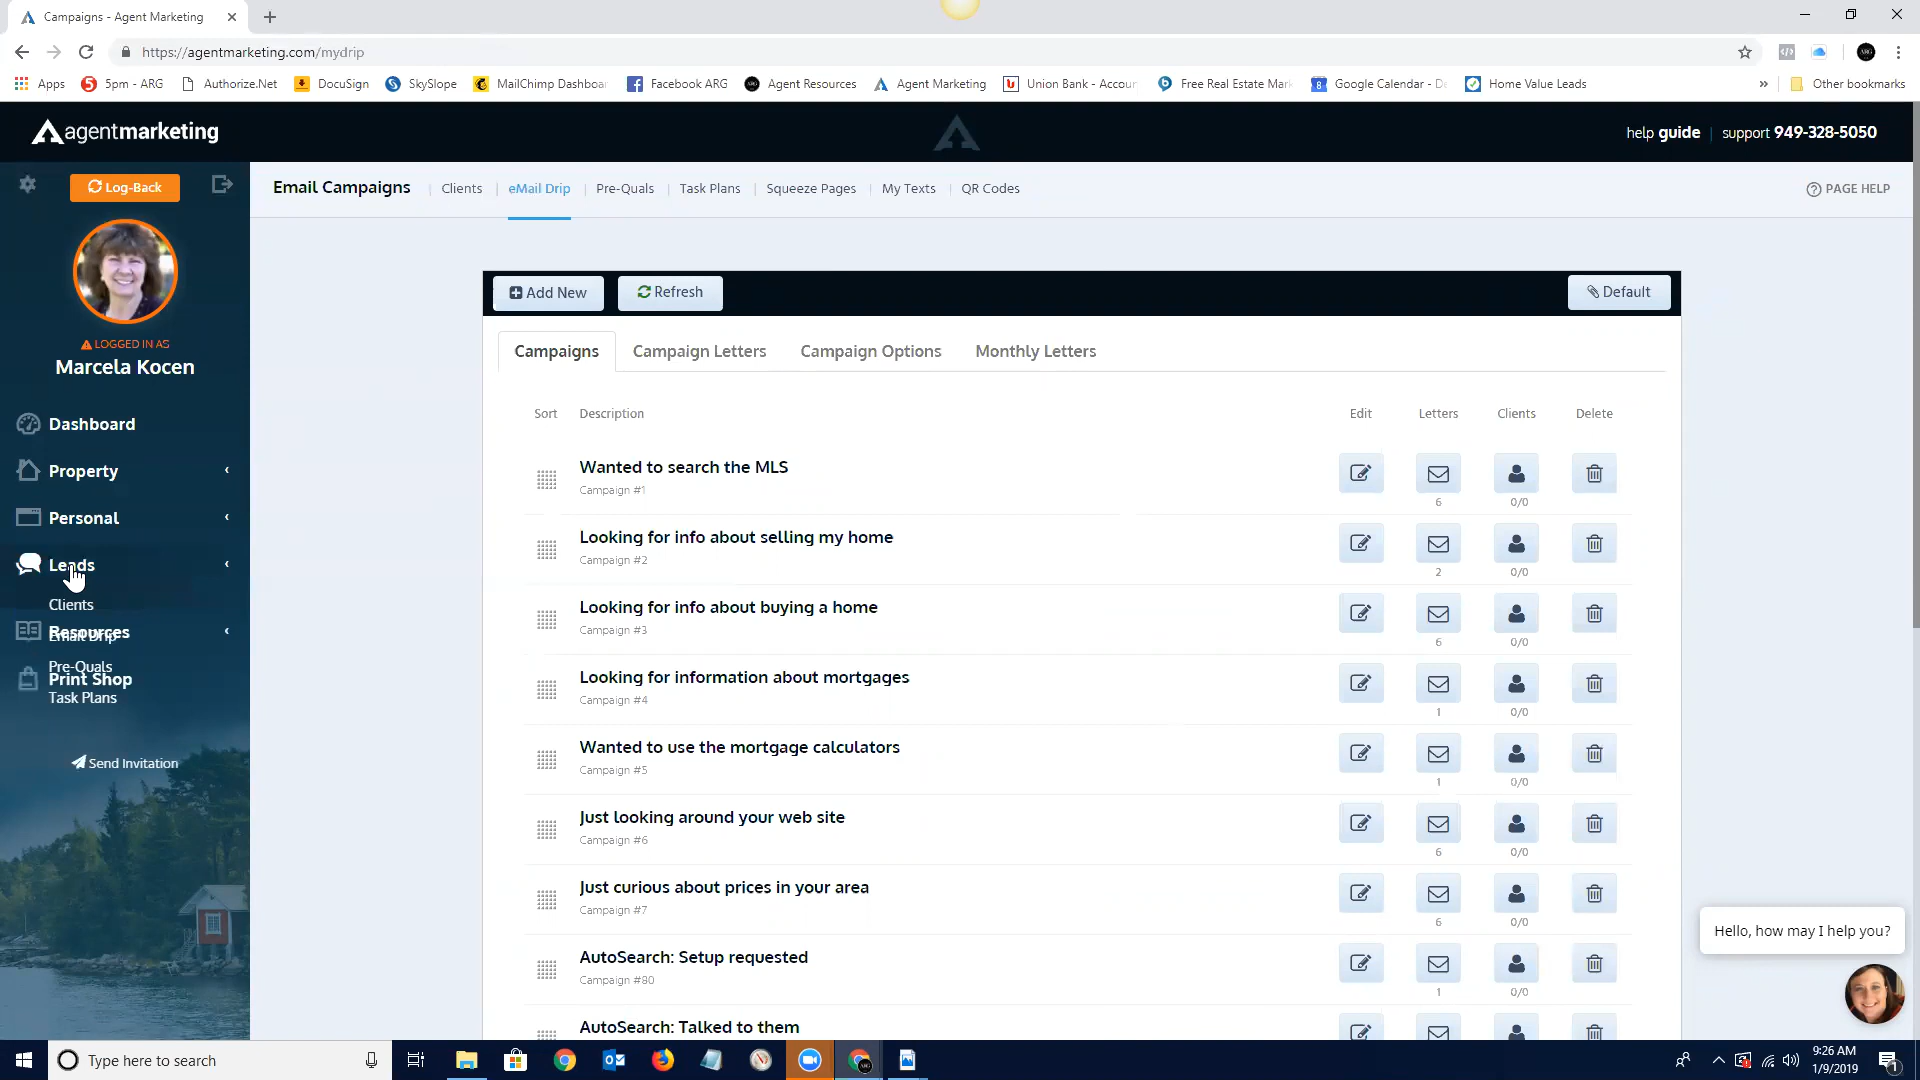 Campaigns - Agent Marketing
https://agentmarketing.com/mydrip
Apps
5pm - ARG
Authorize.Net
DocuSign
SkySlope
MailChimp Dashboar
Facebook ARG
Agent Resources
Agent Marketing
Union Bank - Accoun
Free Real Estate Mark
Google Calendar - De
Home Value Leads
Other bookmarks
agentmarketing
help guide | support 949-328-5050
Log-Back
Email Campaigns
Clients
eMail Drip
Pre-Quals
Task Plans
Squeeze Pages
My Texts
QR Codes
PAGE HELP
LOGGED IN AS
Marcela Kocen
Dashboard
Property
Personal
Leads
Clients
Email Drip
Resources
Pre-Quals
Print Shop
Task Plans
Send Invitation
Add New
Refresh
Default
Campaigns
Campaign Letters
Campaign Options
Monthly Letters
Sort Description Edit Letters Clients Delete
Wanted to search the MLS
Campaign #1
6 0/0
Looking for info about selling my home
Campaign #2
2 0/0
Looking for info about buying a home
Campaign #3
6 0/0
Looking for information about mortgages
Campaign #4
1 0/0
Wanted to use the mortgage calculators
Campaign #5
1 0/0
Just looking around your web site
Campaign #6
6 0/0
Just curious about prices in your area
Campaign #7
6 0/0
AutoSearch: Setup requested
Campaign #80
1 0/0
AutoSearch: Talked to them
Hello, how may I help you?
Type here to search
9:26 AM
1/9/2019